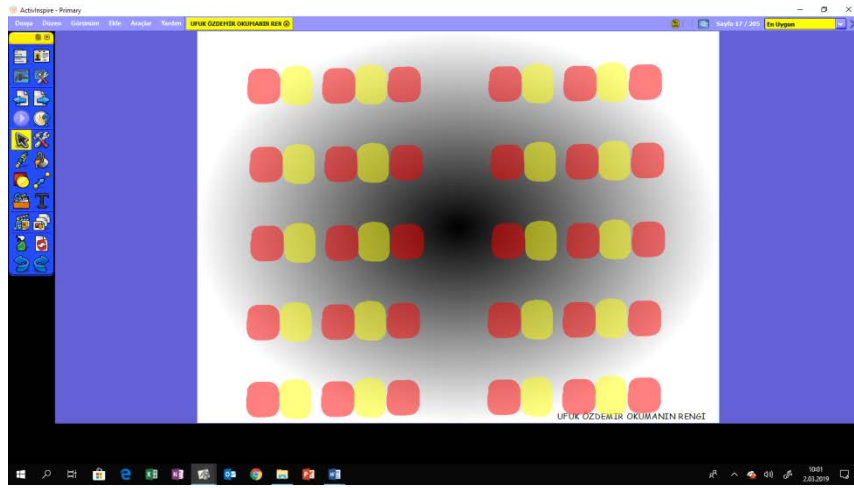 ActivInspire - Primary
Dosya Düzen Görünüm Ekle Araçlar Yardım
UFUK ÖZDEMİR OKUMANIN REN
Sayfa 17 / 205
En Uygun
UFUK ÖZDEMİR OKUMANIN RENGİ
10:01
2.03.2019